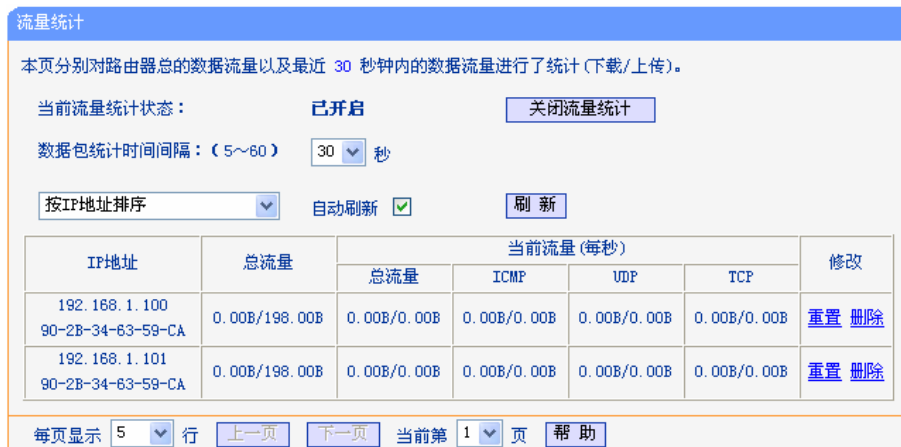 流量统计
本页分别对路由器总的数据流量以及最近 30 秒钟内的数据流量进行了统计(下载/上传)。
当前流量统计状态： 已开启 关闭流量统计
数据包统计时间间隔：(5～60) 30 秒
按IP地址排序 自动刷新 刷 新
IP地址 总流量 当前流量(每秒) 修改
总流量 ICMP UDP TCP
192.168.1.100
90-2B-34-63-59-CA 0.00B/198.00B 0.00B/0.00B 0.00B/0.00B 0.00B/0.00B 0.00B/0.00B 重置 删除
192.168.1.101
90-2B-34-63-59-CA 0.00B/198.00B 0.00B/0.00B 0.00B/0.00B 0.00B/0.00B 0.00B/0.00B 重置 删除
每页显示 5 行 上一页 下一页 当前第 1 页 帮 助